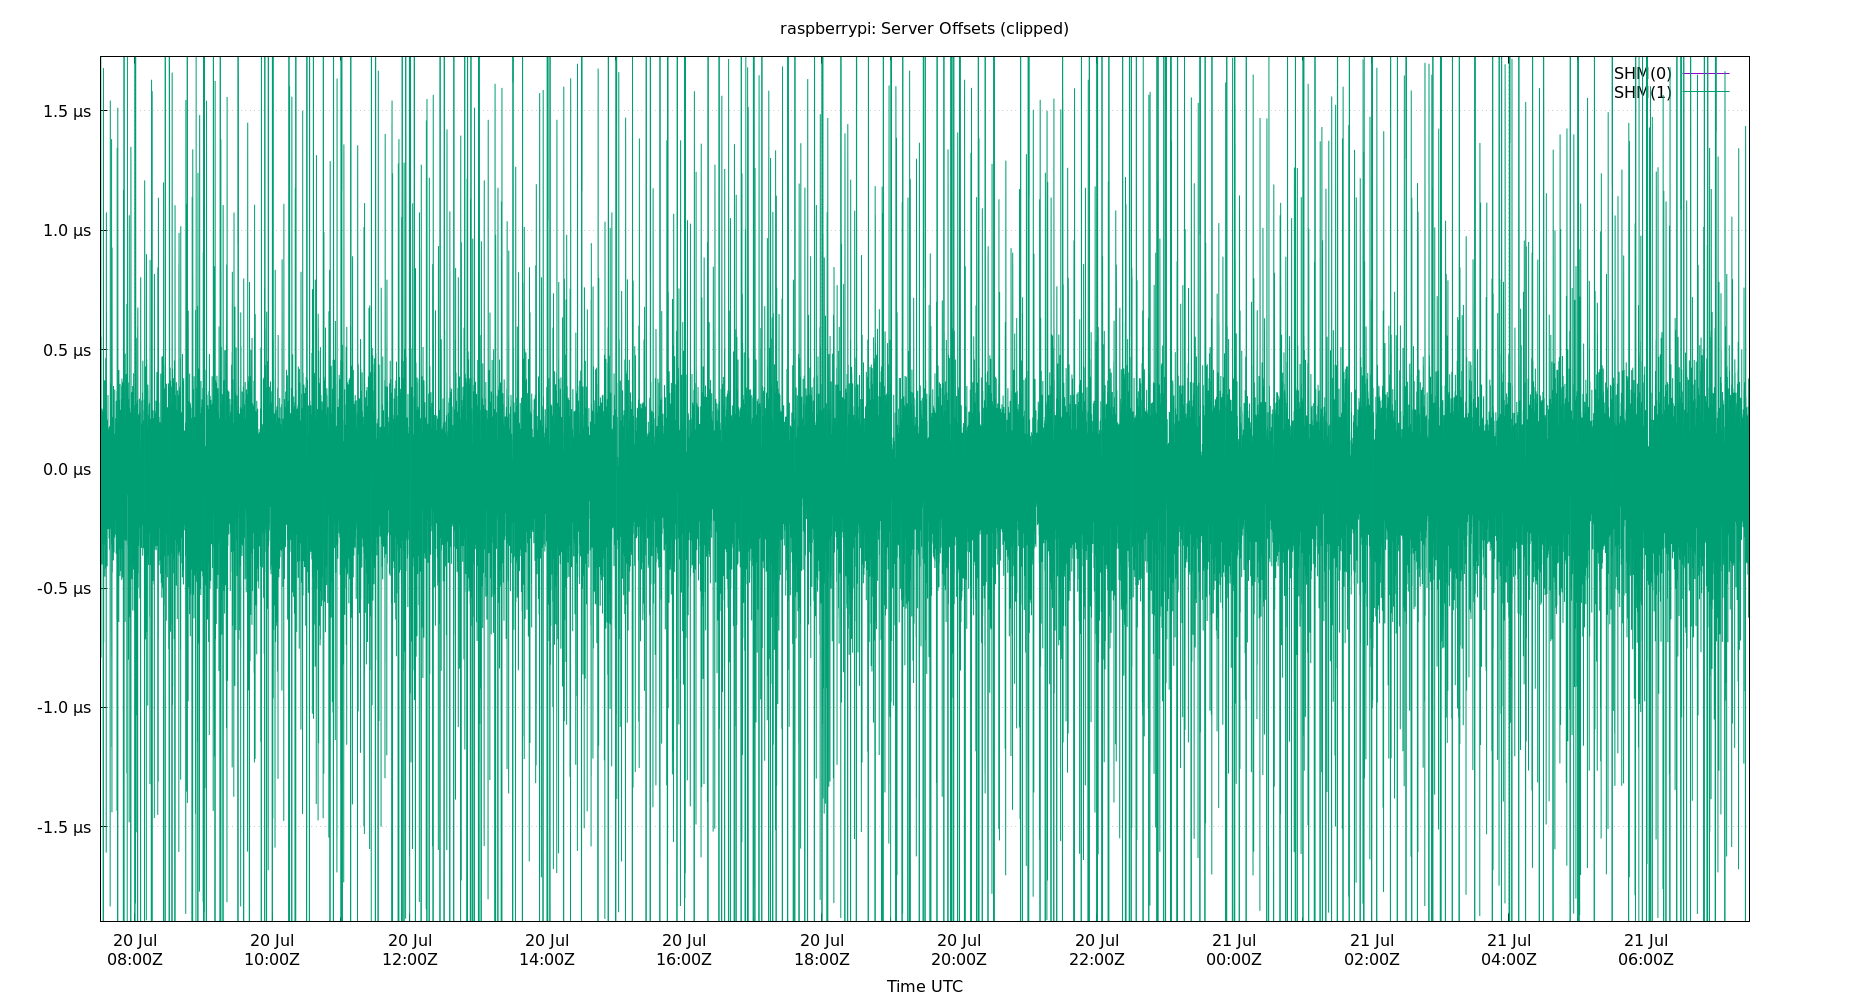 raspberrypi: Server Offsets (clipped)
SHM(0)
SHM(1)
1.5 µs
1.0 µs
0.5 µs
0.0 µs
-0.5 µs
-1.0 µs
-1.5 µs
20 Jul 20 Jul 20 Jul 20 Jul 20 Jul 20 Jul 20 Jul 20 Jul 21 Jul 21 Jul 21 Jul 21 Jul
08:00Z 10:00Z 12:00Z 14:00Z 16:00Z 18:00Z 20:00Z 22:00Z 00:00Z 02:00Z 04:00Z 06:00Z
Time UTC